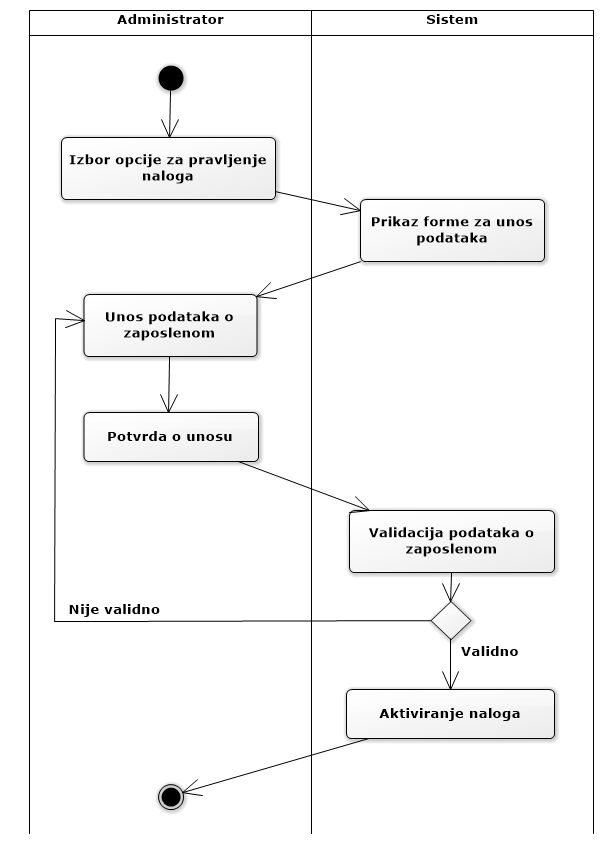 Administrator
Sistem
Izbor opcije za pravljenje
naloga
Prikaz forme za unos
podataka
Unos podataka o
zaposlenom
Potvrda o unosu
Validacija podataka o
zaposlenom
Nije validno
Validno
Aktiviranje naloga